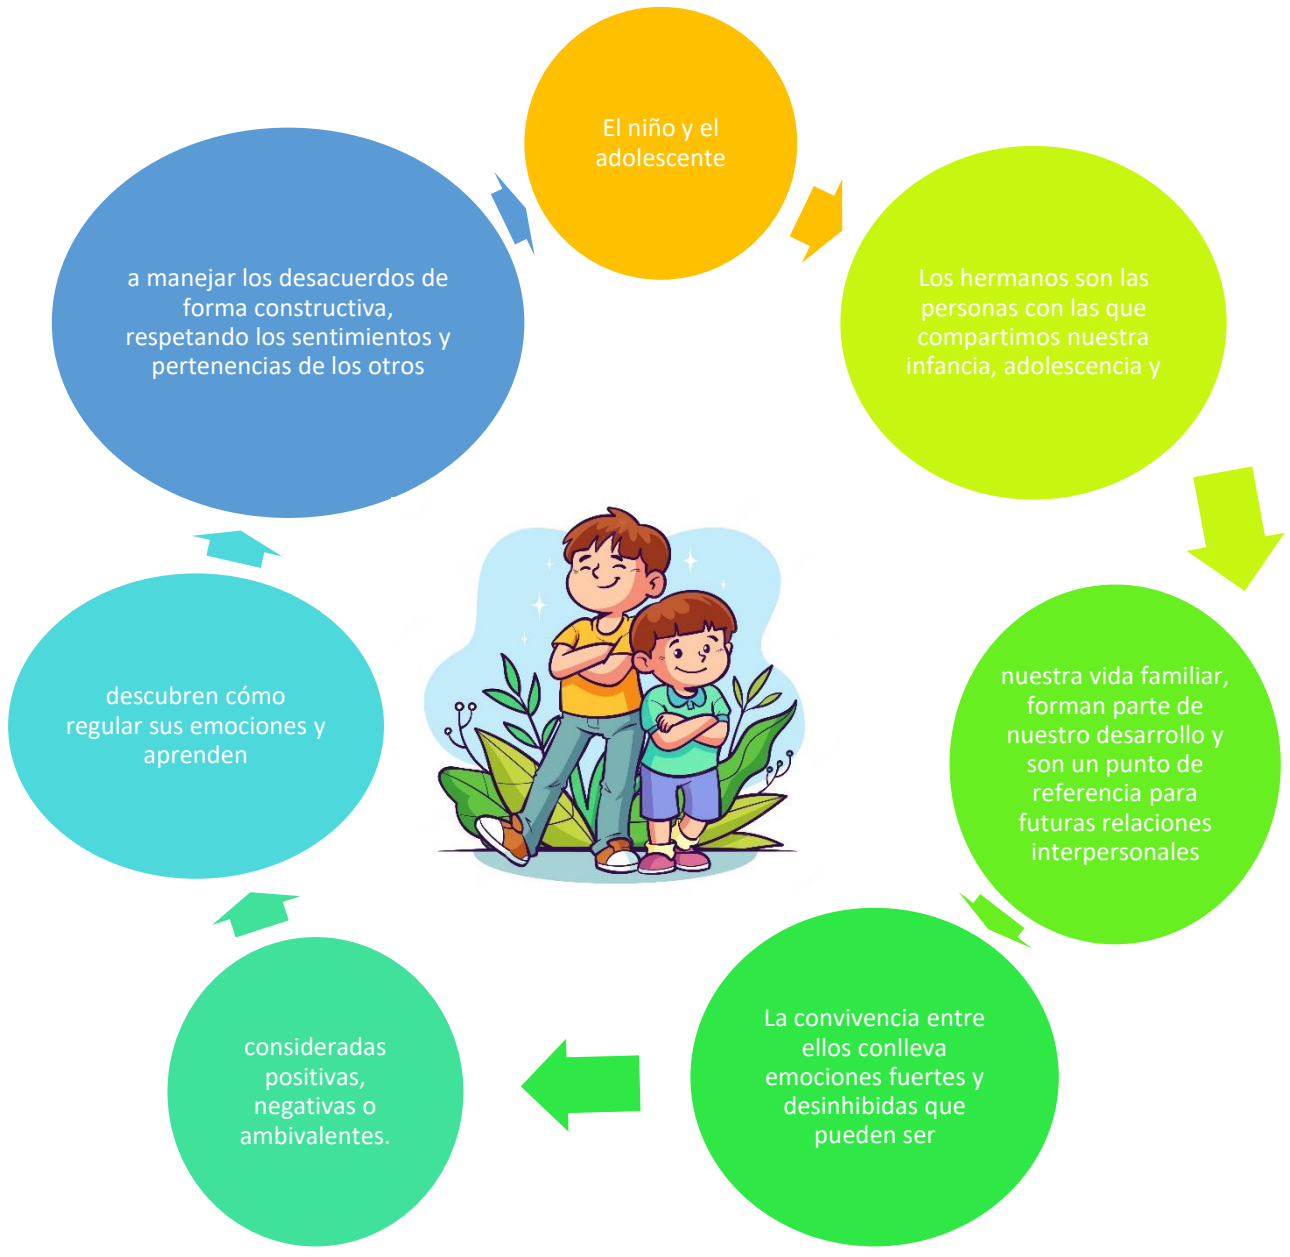 El niño y el
adolescente
Los hermanos son las
personas con las que
compartimos nuestra
infancia, adolescencia y
nuestra vida familiar,
forman parte de
nuestro desarrollo y
son un punto de
referencia para
futuras relaciones
interpersonales
La convivencia entre
ellos conlleva
emociones fuertes y
desinhibidas que
pueden ser
consideradas
positivas,
negativas o
ambivalentes.
descubren cómo
regular sus emociones y
aprenden
a manejar los desacuerdos de
forma constructiva,
respetando los sentimientos y
pertenencias de los otros